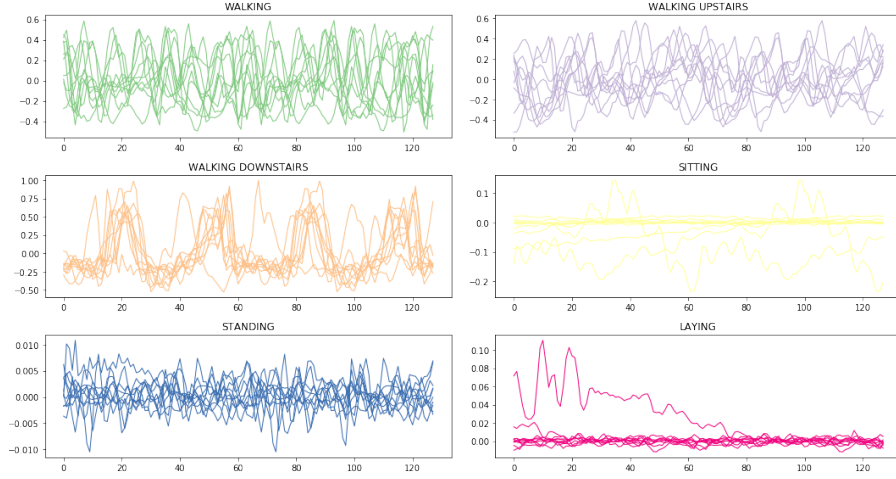 WALKING
0.6
0.4
0.2
0.0
−0.2
−0.4
0 20 40 60 80 100 120
WALKING UPSTAIRS
0.6
0.4
0.2
0.0
−0.2
−0.4
0 20 40 60 80 100 120
WALKING DOWNSTAIRS
1.00
0.75
0.50
0.25
0.00
−0.25
−0.50
0 20 40 60 80 100 120
SITTING
0.1
0.0
−0.1
−0.2
0 20 40 60 80 100 120
STANDING
0.010
0.005
0.000
−0.005
−0.010
0 20 40 60 80 100 120
LAYING
0.10
0.08
0.06
0.04
0.02
0.00
0 20 40 60 80 100 120